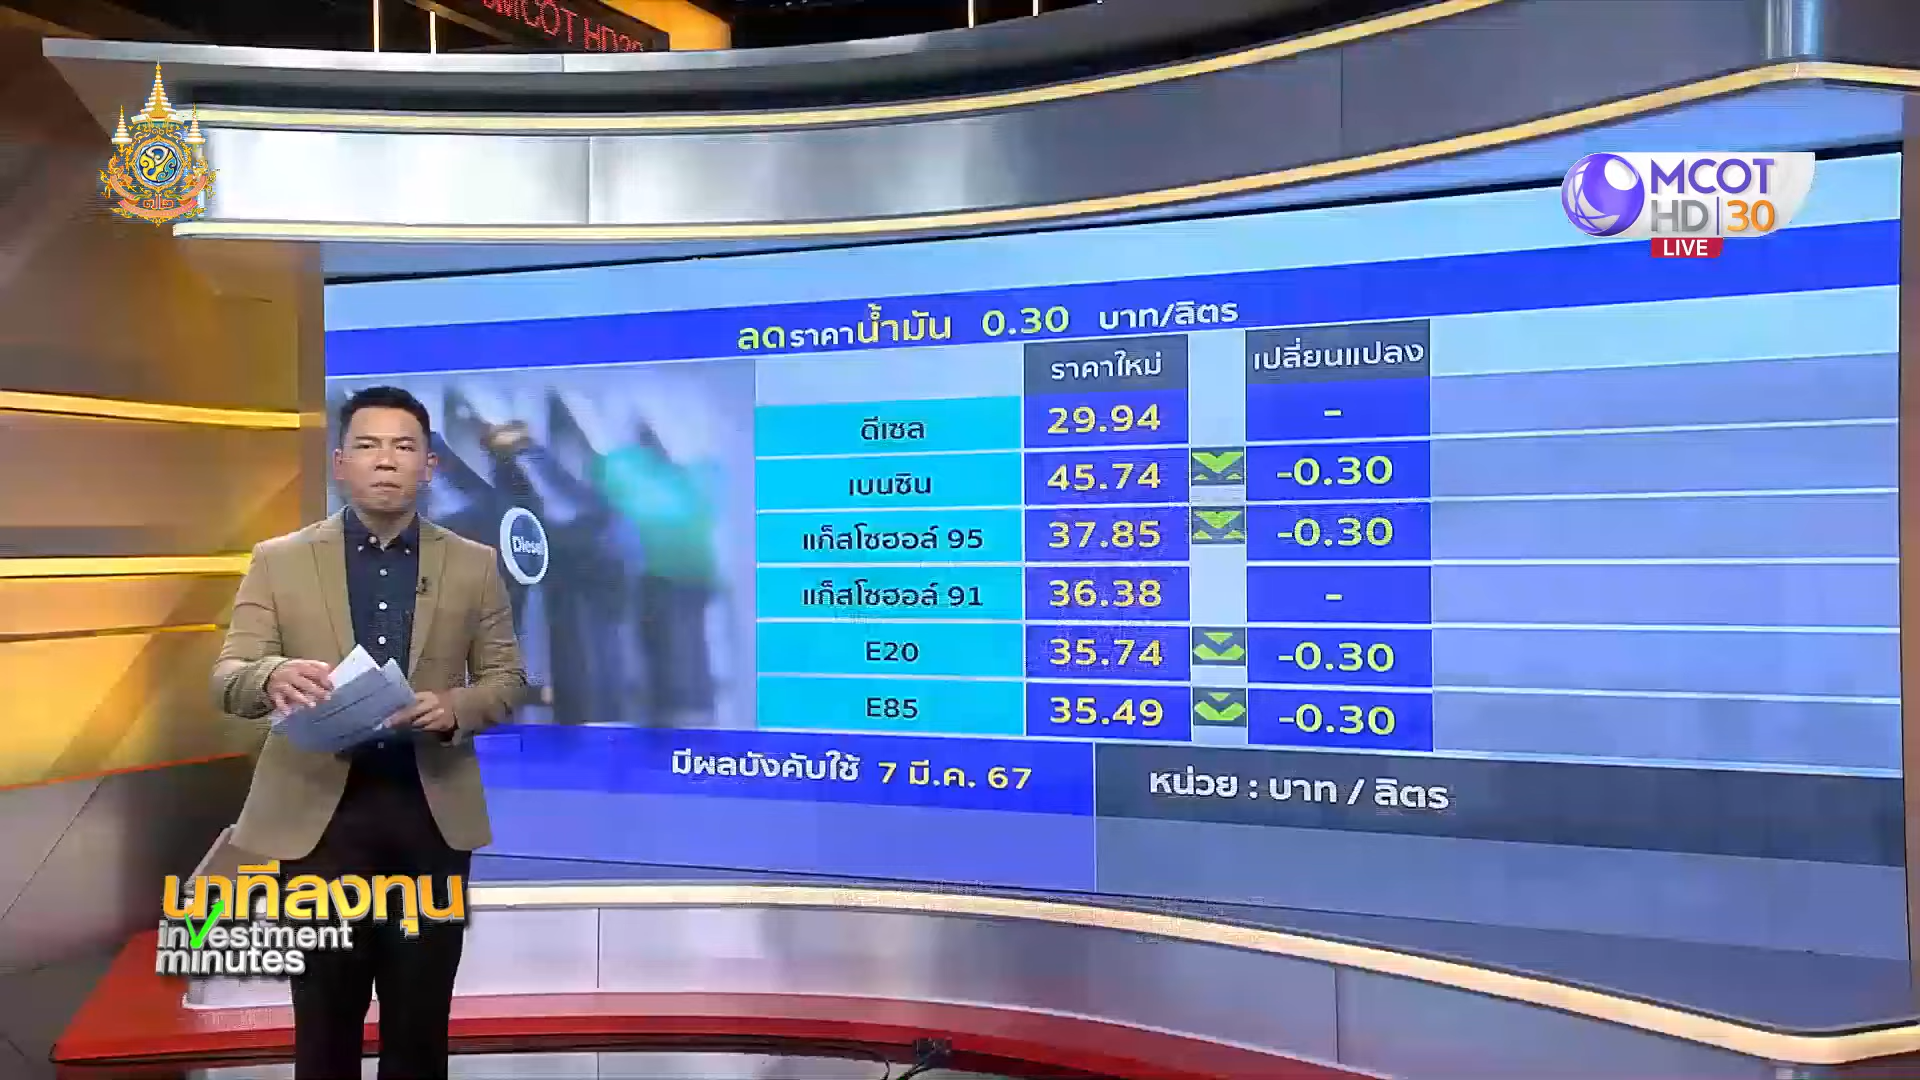 MCOT HD30
๗๒
MCOT
HD|30
LIVE
ลดราคาน้ำมัน 0.30 บาท/ลิตร
ราคาใหม่ เปลี่ยนแปลง
ดีเซล 29.94 -
เบนซิน 45.74 -0.30
แก๊สโซฮอล์ 95 37.85 -0.30
แก๊สโซฮอล์ 91 36.38 -
E20 35.74 -0.30
E85 35.49 -0.30
Diesel
มีผลบังคับใช้ 7 มี.ค. 67
หน่วย : บาท / ลิตร
นาทีลงทุน
investment
minutes